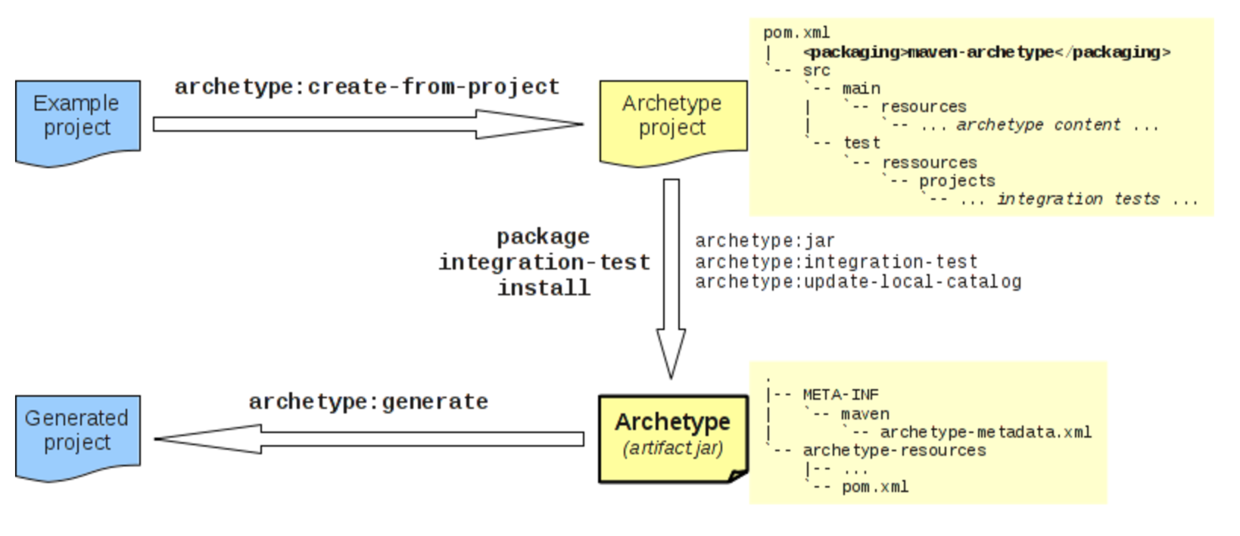 Example
project
archetype:create-from-project
Archetype
project
pom.xml
|   <packaging>maven-archetype</packaging>
`-- src
    `-- main
    |   `-- resources
    |       `-- ... archetype content ...
    `-- test
        `-- ressources
            `-- projects
                `-- ... integration tests ...
package
integration-test
install
archetype:jar
archetype:integration-test
archetype:update-local-catalog
Generated
project
archetype:generate
Archetype
(artifact jar)
.
|-- META-INF
|   `-- maven
|       `-- archetype-metadata.xml
`-- archetype-resources
    |-- ...
    `-- pom.xml